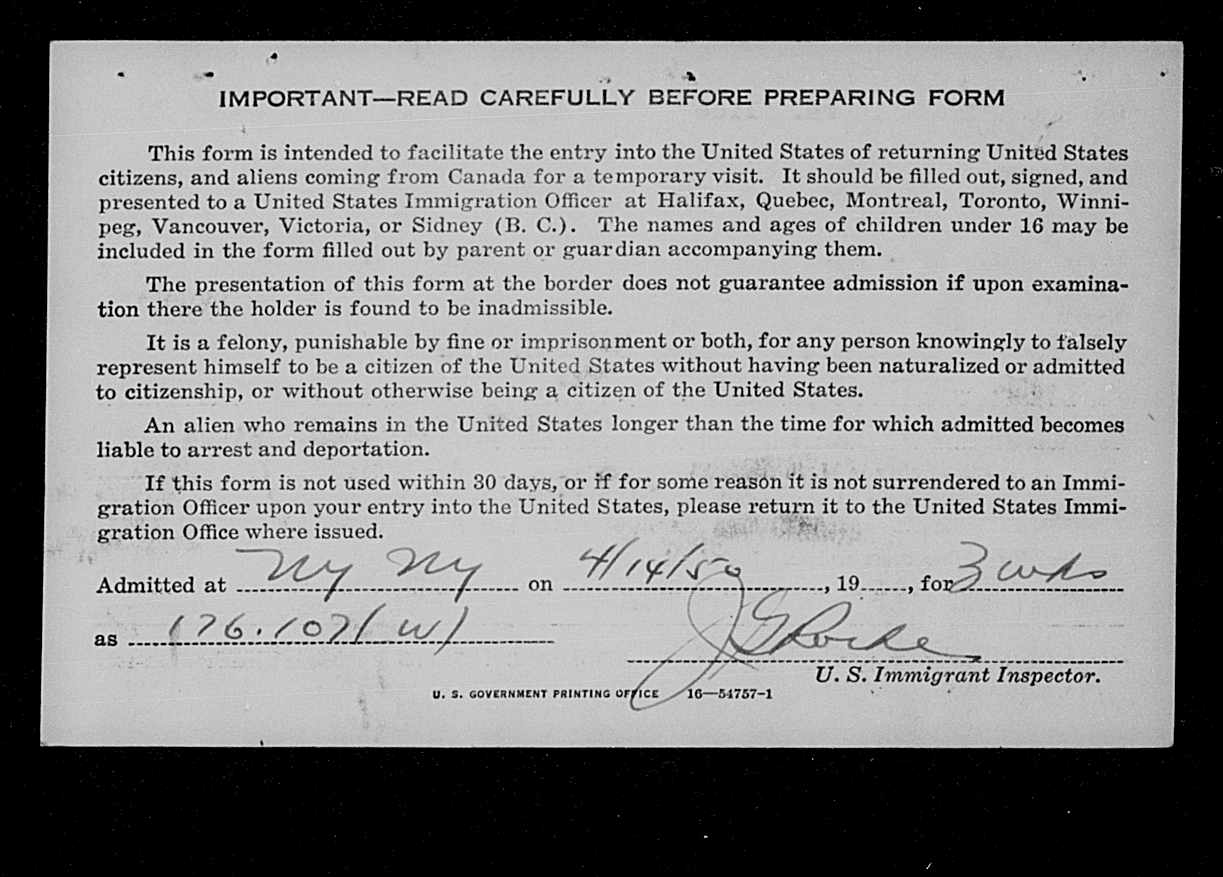 IMPORTANT—READ CAREFULLY BEFORE PREPARING FORM
This form is intended to facilitate the entry into the United States of returning United States
citizens, and aliens coming from Canada for a temporary visit. It should be filled out, signed, and
presented to a United States Immigration Officer at Halifax, Quebec, Montreal, Toronto, Winni-
peg, Vancouver, Victoria, or Sidney (B. C.). The names and ages of children under 16 may be
included in the form filled out by parent or guardian accompanying them.
The presentation of this form at the border does not guarantee admission if upon examina-
tion there the holder is found to be inadmissible.
It is a felony, punishable by fine or imprisonment or both, for any person knowingly to falsely
represent himself to be a citizen of the United States without having been naturalized or admitted
to citizenship, or without otherwise being a citizen of the United States.
An alien who remains in the United States longer than the time for which admitted becomes
liable to arrest and deportation.
If this form is not used within 30 days, or if for some reason it is not surrendered to an Immi-
gration Officer upon your entry into the United States, please return it to the United States Immi-
gration Office where issued.
Admitted at NY NY on 4/14/50, 19, for 3 wks
as 176.107(W)
U. S. Immigrant Inspector.
U. S. GOVERNMENT PRINTING OFFICE 16—54757-1